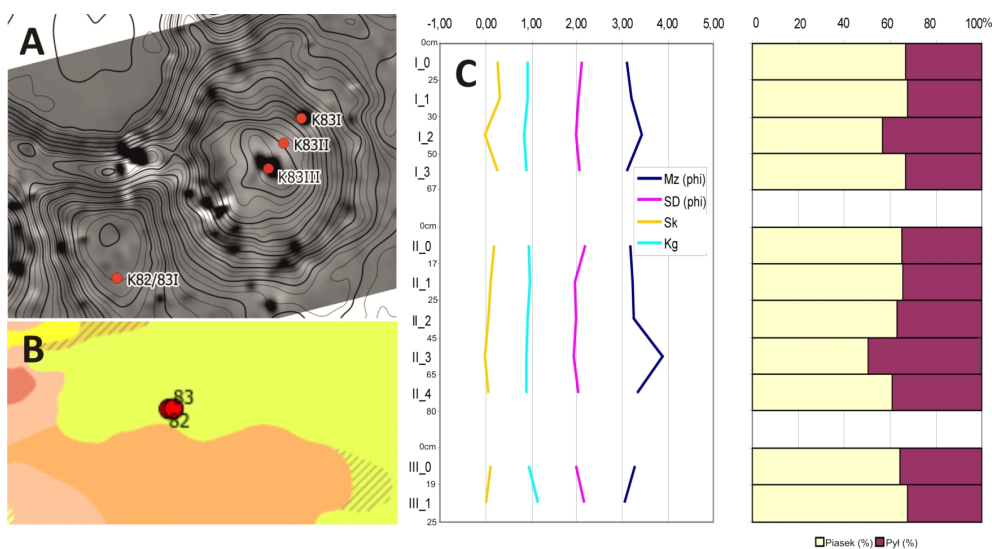 A
K83I
K83II
K83III
K82/83I
B
83
82
C
-1,00 0,00 1,00 2,00 3,00 4,00 5,00
0cm
I_0
25
I_1
30
I_2
50
I_3
67
0cm
II_0
17
II_1
25
II_2
45
II_3
65
II_4
80
0cm
III_0
19
III_1
25
Mz (phi)
SD (phi)
Sk
Kg
0 20 40 60 80 100%
Piasek (%) Pył (%)